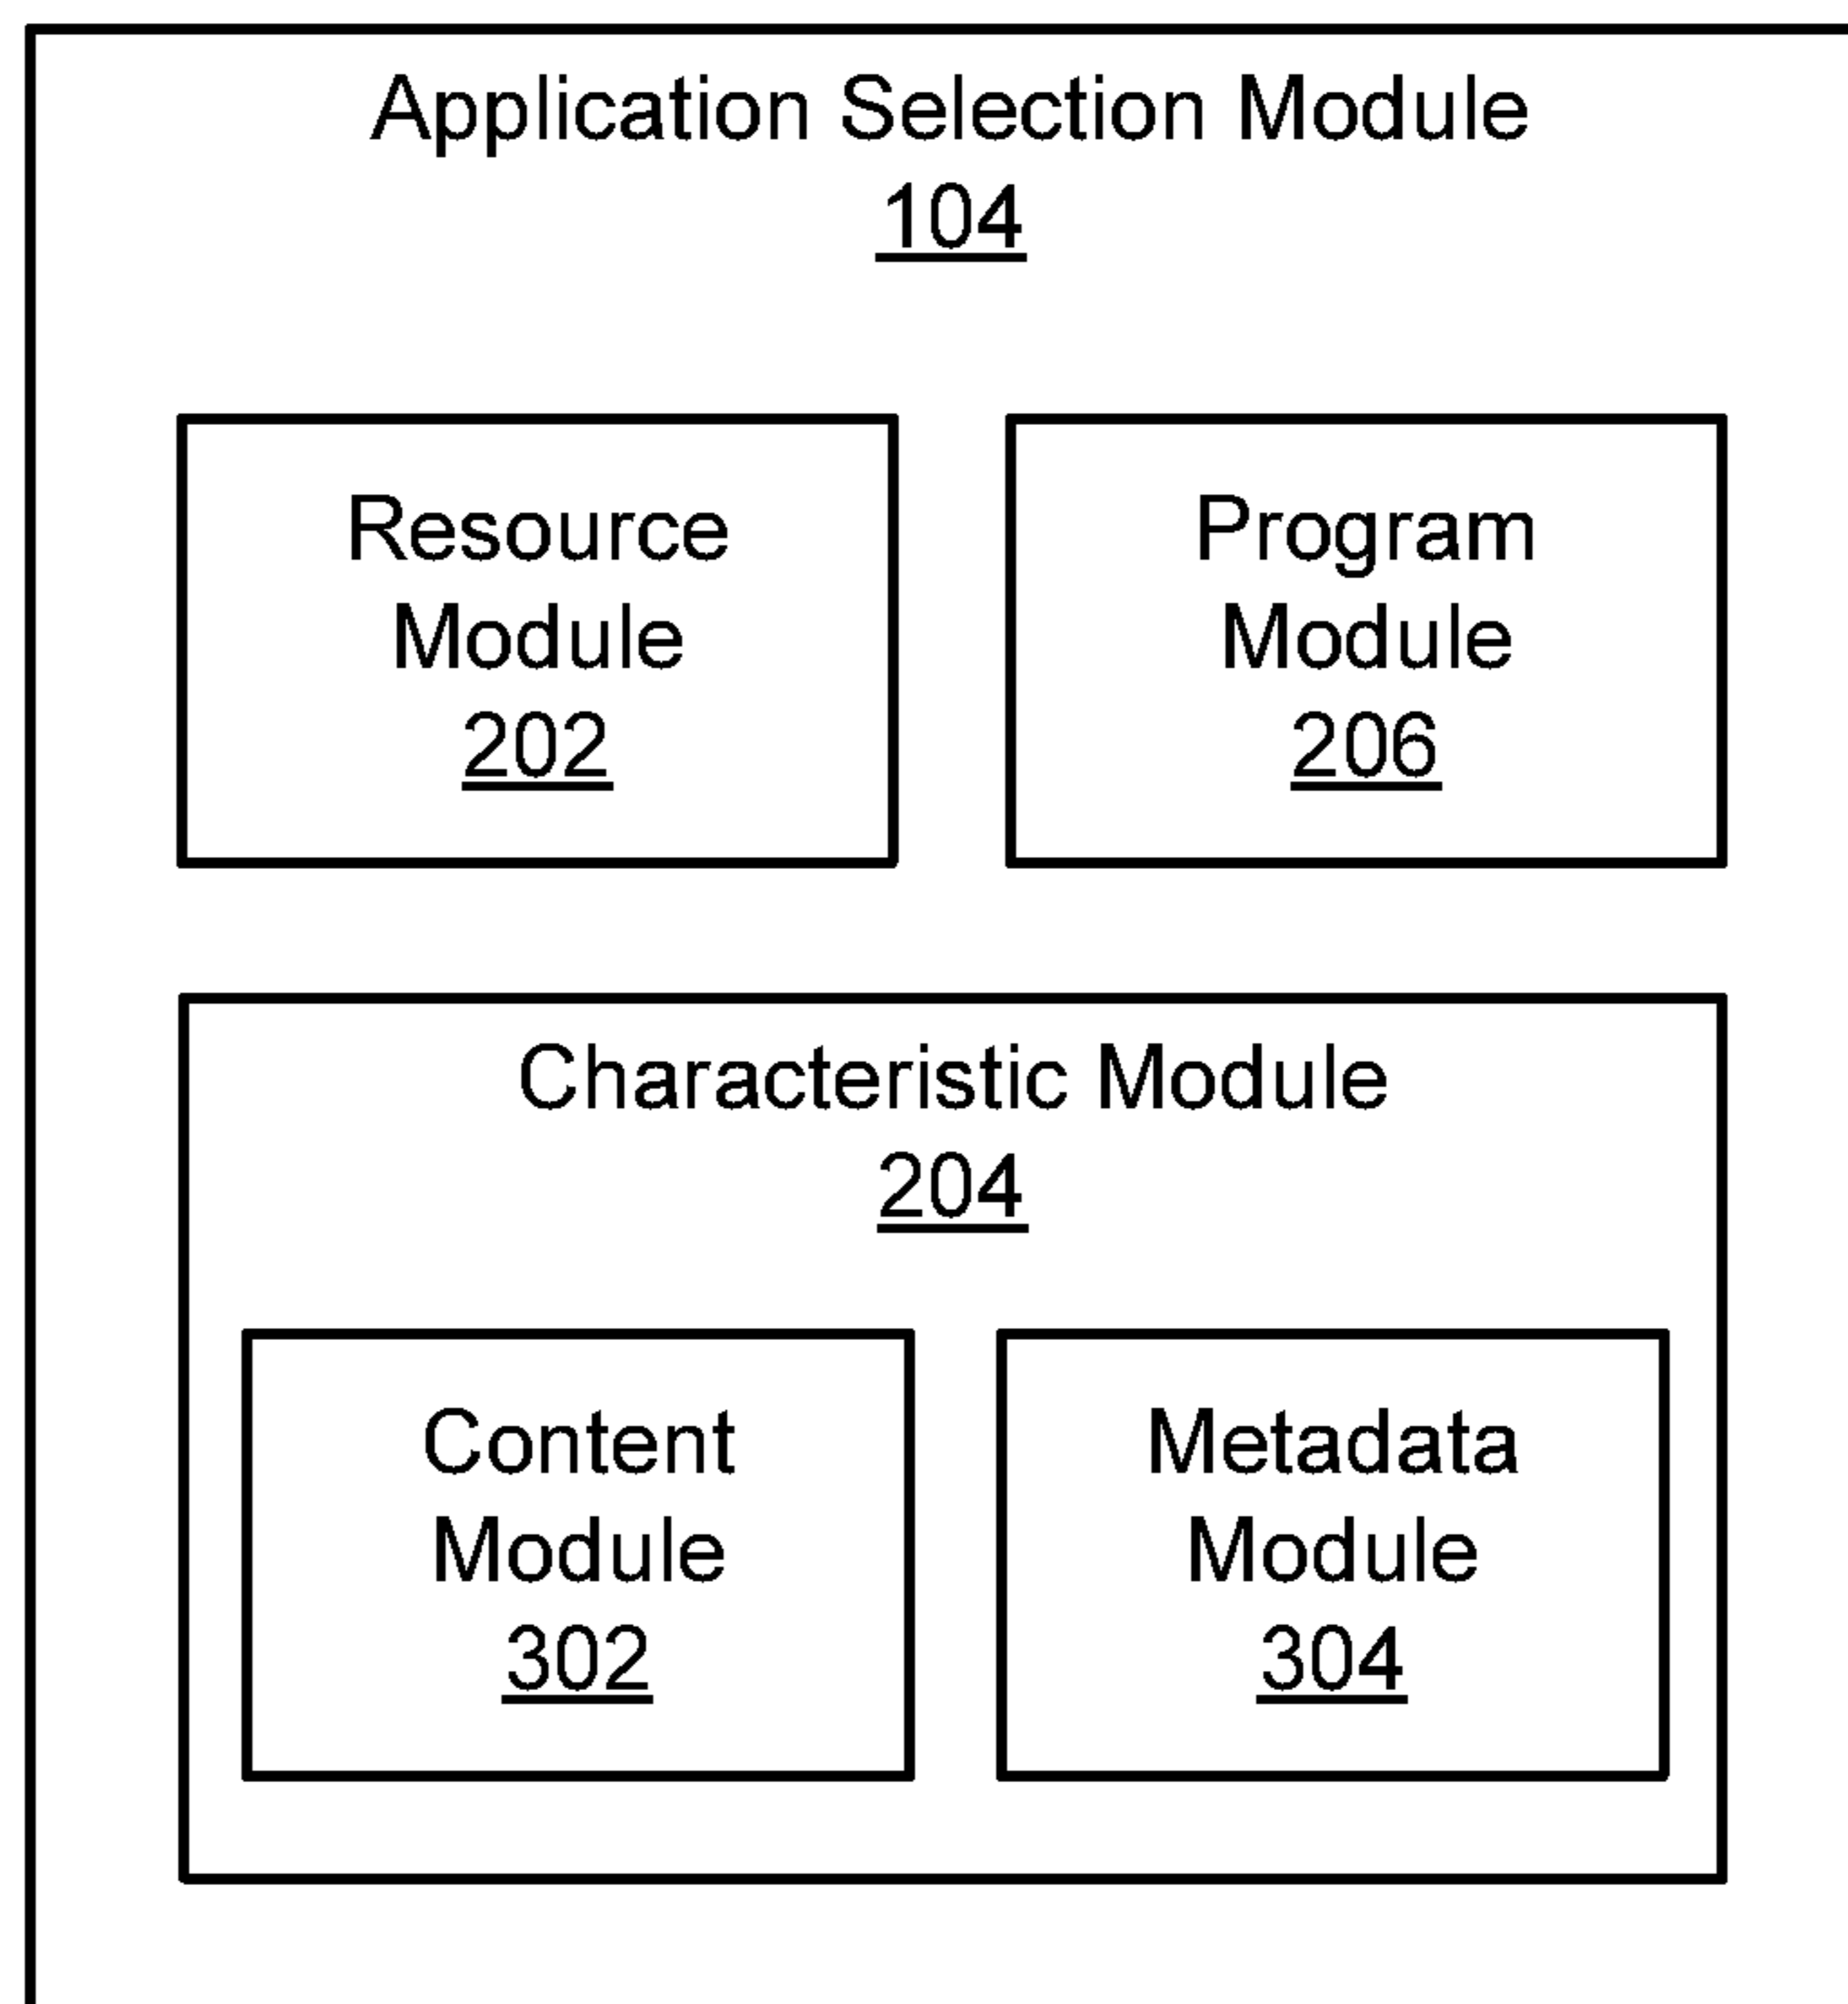 Application Selection Module
104
Resource
Module
202
Program
Module
206
Characteristic Module
204
Content
Module
302
Metadata
Module
304